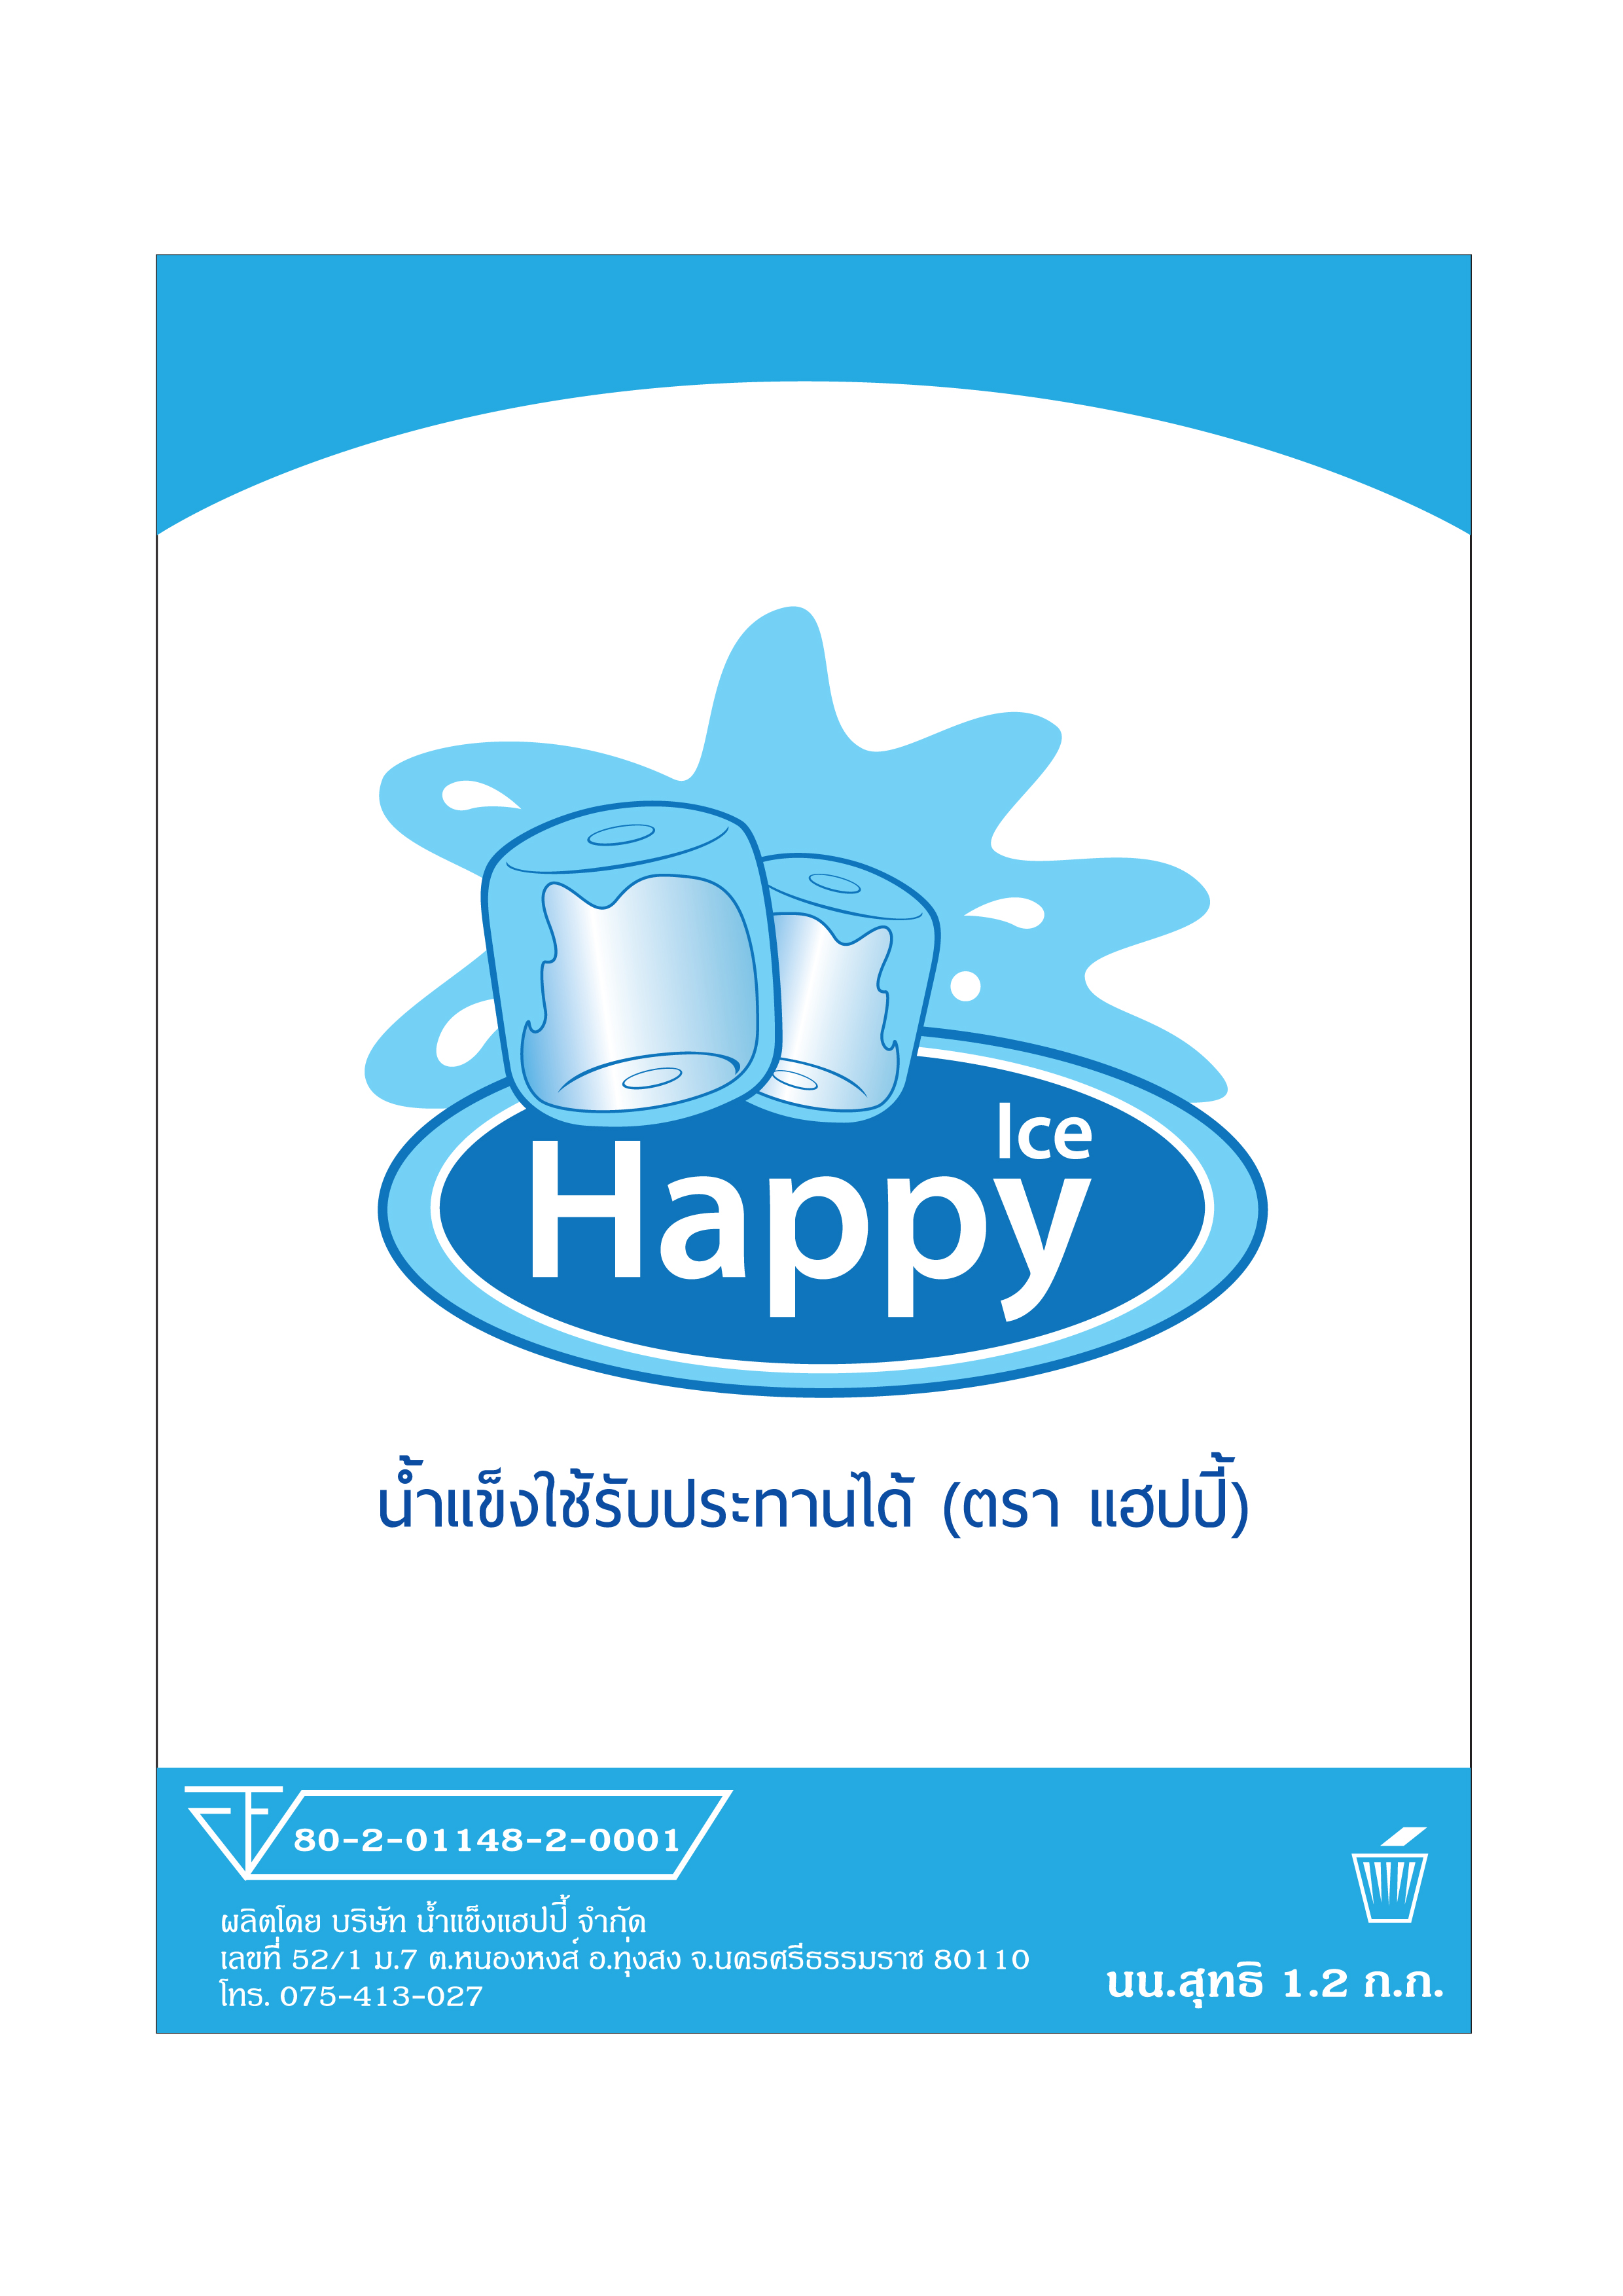 Ice
Happy
น้ำแข็งใช้รับประทานได้ (ตรา แฮปปี้)
80-2-01148-2-0001
ผลิตโดย บริษัท น้ำแข็งแฮปปี้ จำกัด
เลขที่ 52/1 ม.7 ต.หนองหงส์ อ.ทุ่งสง จ.นครศรีธรรมราช 80110
โทร. 075-413-027
นน.สุทธิ 1.2 ก.ก.